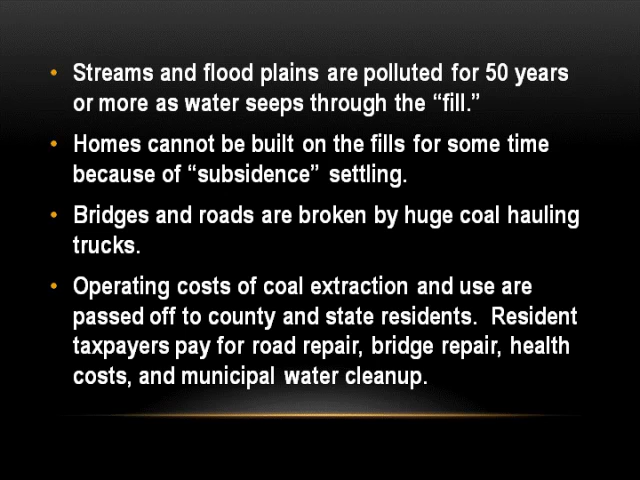 • Streams and flood plains are polluted for 50 years
or more as water seeps through the “fill.”
• Homes cannot be built on the fills for some time
because of “subsidence” settling.
• Bridges and roads are broken by huge coal hauling
trucks.
• Operating costs of coal extraction and use are
passed off to county and state residents.  Resident
taxpayers pay for road repair, bridge repair, health
costs, and municipal water cleanup.